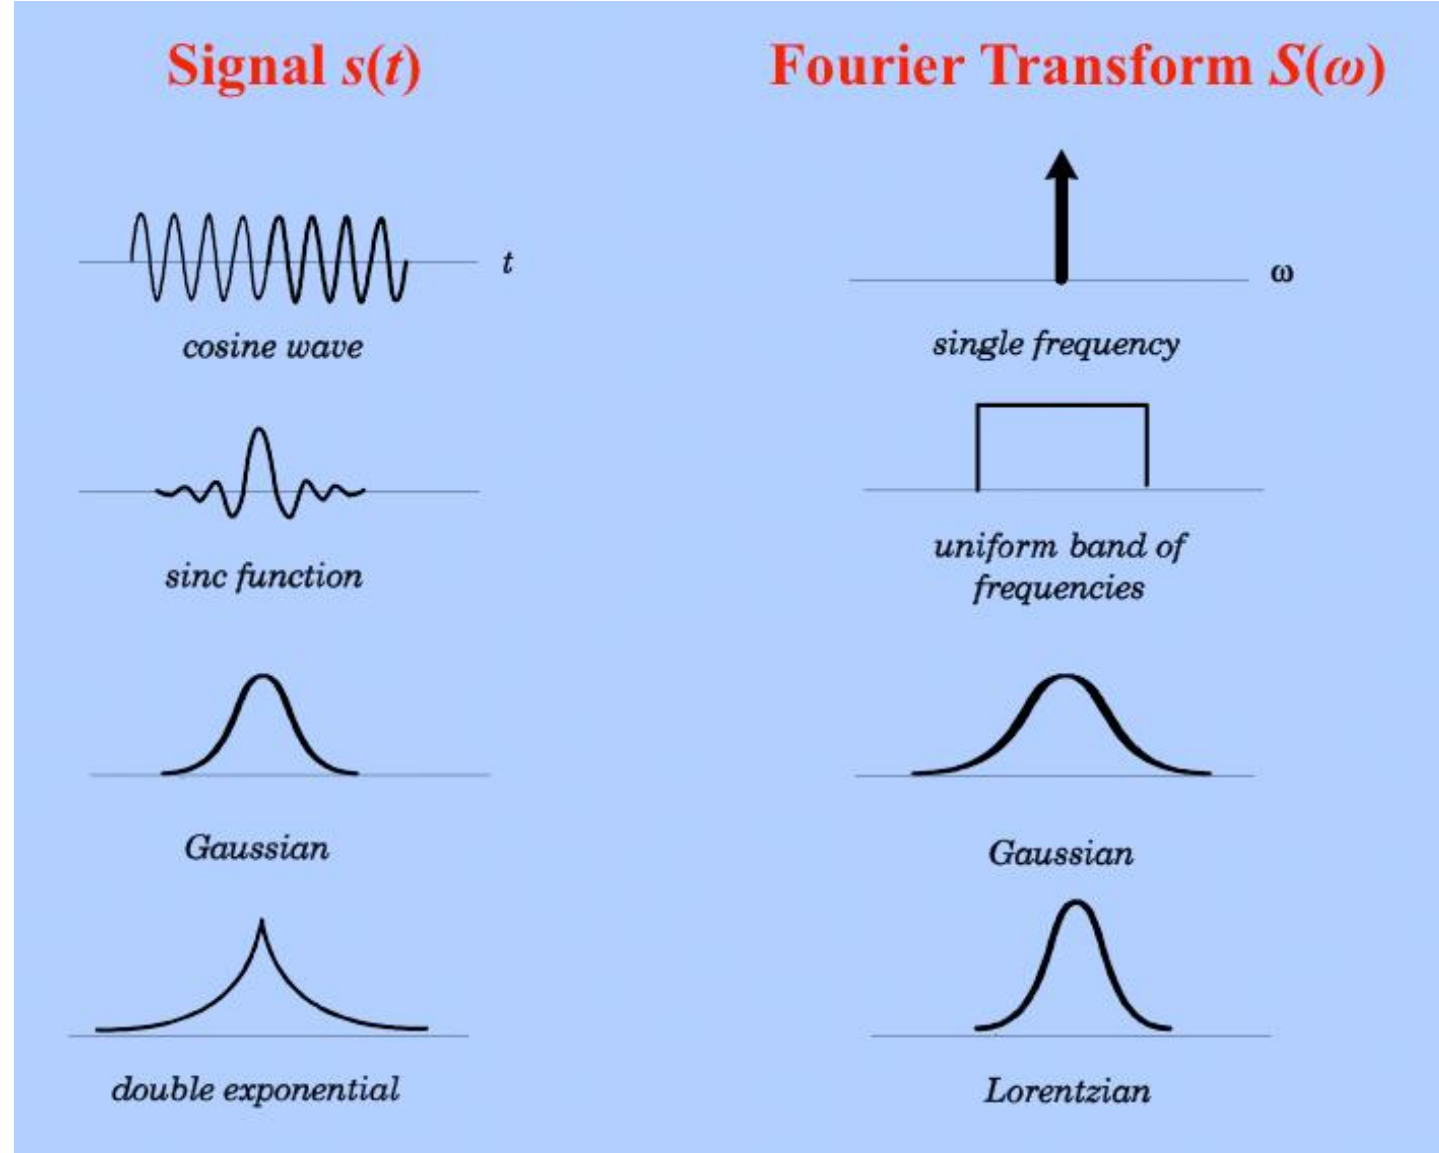 Signal s(t)
Fourier Transform S(ω)
t
ω
cosine wave
single frequency
sinc function
uniform band of
frequencies
Gaussian
Gaussian
double exponential
Lorentzian